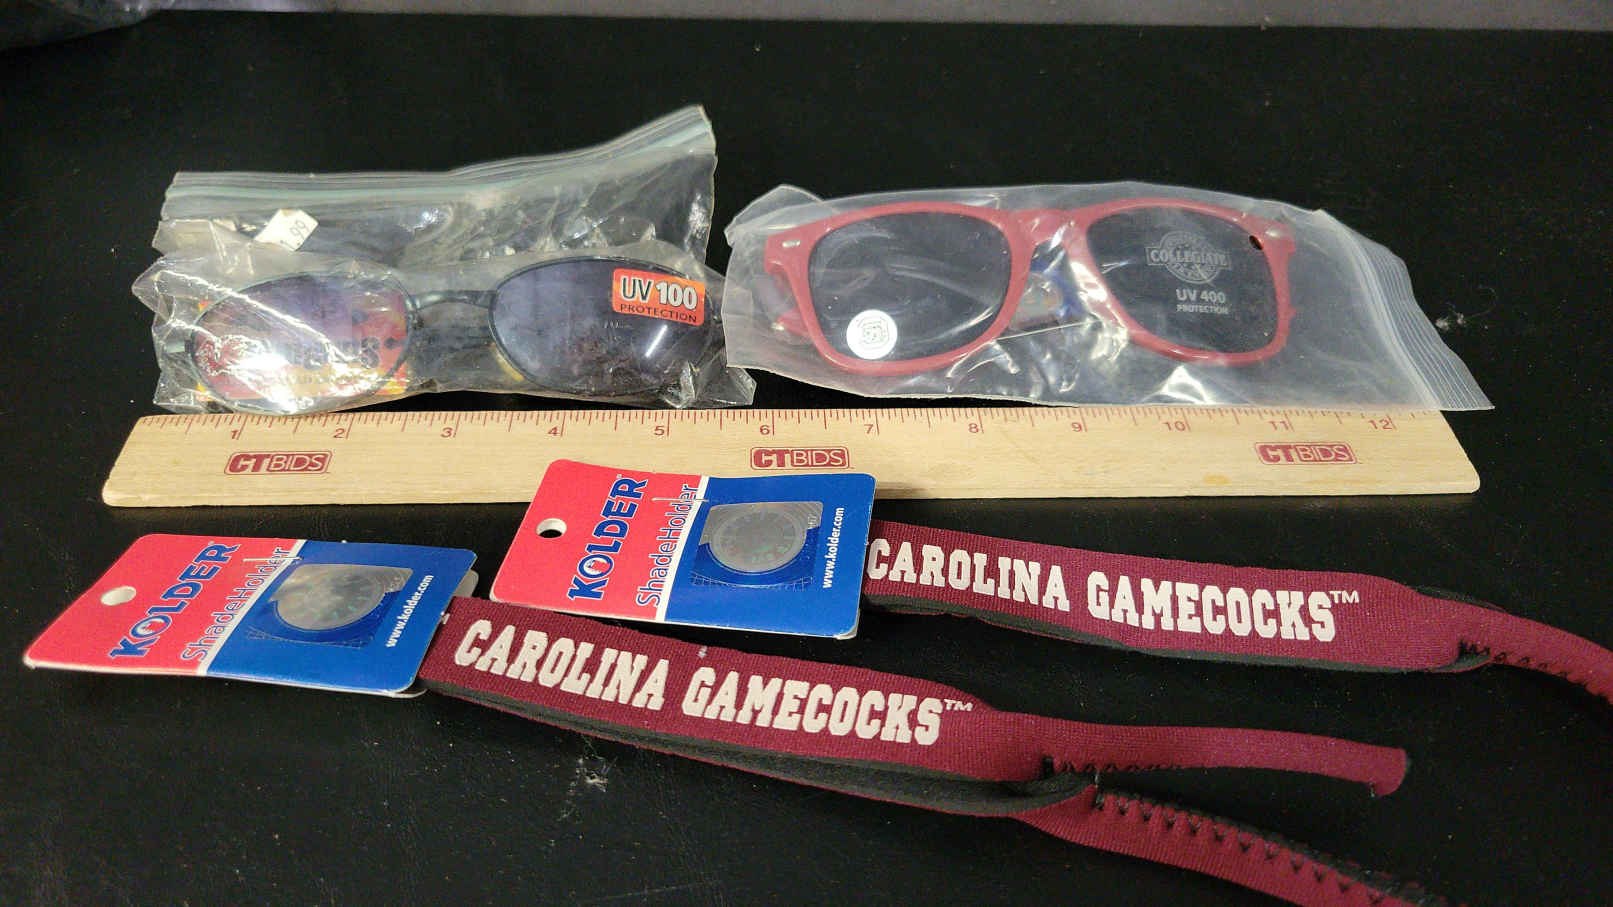 .99
UV 100
PROTECTION
COLLEGIATE
UV 400
PROTECTION
1 2 3 4 5 6 7 8 9 10 11 12
CTBIDS CTBIDS CTBIDS
KOLDER
ShadeHolder
www.kolder.com
CAROLINA GAMECOCKS™
KOLDER
ShadeHolder
www.kolder.com
CAROLINA GAMECOCKS™